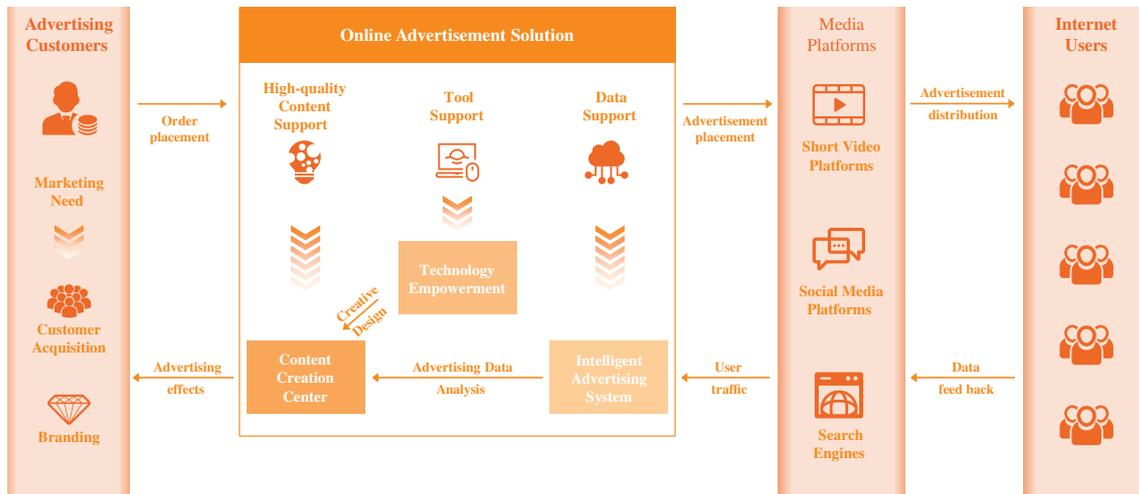 Advertising
Customers
Marketing
Need
Customer
Acquisition
Branding
Order
placement
Advertising
effects
Online Advertisement Solution
High-quality
Content
Support
Tool
Support
Data
Support
Technology
Empowerment
Creative
Design
Content
Creation
Center
Advertising Data
Analysis
Intelligent
Advertising
System
Advertisement
placement
User
traffic
Media
Platforms
Short Video
Platforms
Social Media
Platforms
Search
Engines
Advertisement
distribution
Data
feed back
Internet
Users